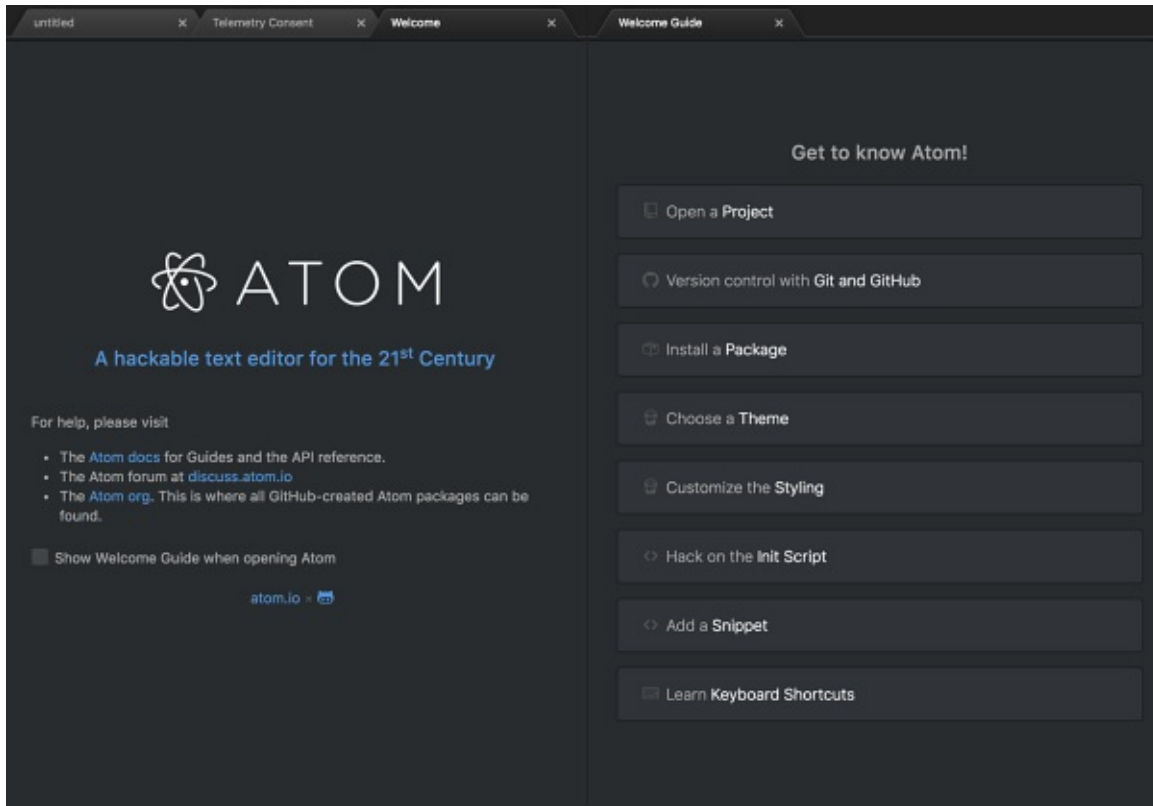 untitled
Telemetry Consent
Welcome
Welcome Guide
ATOM
A hackable text editor for the 21st Century
For help, please visit
• The Atom docs for Guides and the API reference.
• The Atom forum at discuss.atom.io
• The Atom org. This is where all GitHub-created Atom packages can be
found.
Show Welcome Guide when opening Atom
atom.io ×
Get to know Atom!
Open a Project
Version control with Git and GitHub
Install a Package
Choose a Theme
Customize the Styling
Hack on the Init Script
Add a Snippet
Learn Keyboard Shortcuts